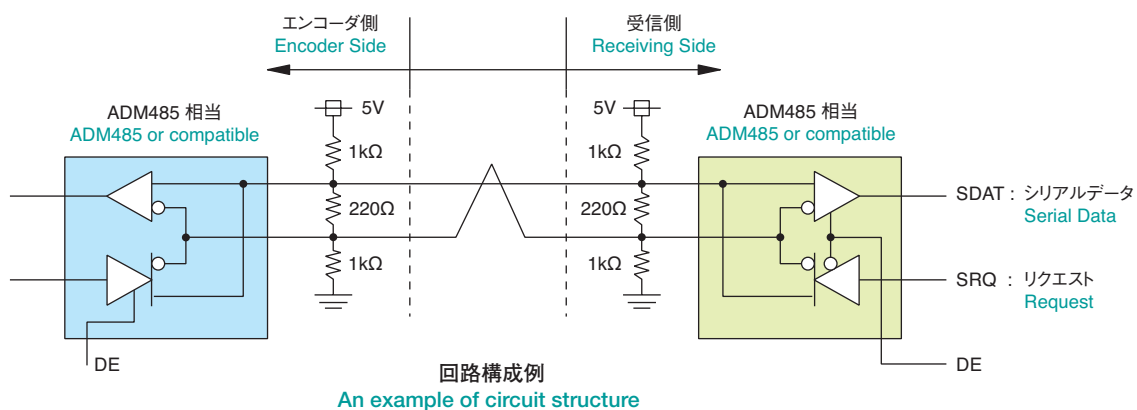 エンコーダ側
Encoder Side
受信側
Receiving Side
ADM485 相当
ADM485 or compatible
5V
1kΩ
220Ω
1kΩ
DE
5V
1kΩ
220Ω
1kΩ
ADM485 相当
ADM485 or compatible
SDAT : シリアルデータ
Serial Data
SRQ : リクエスト
Request
DE
回路構成例
An example of circuit structure